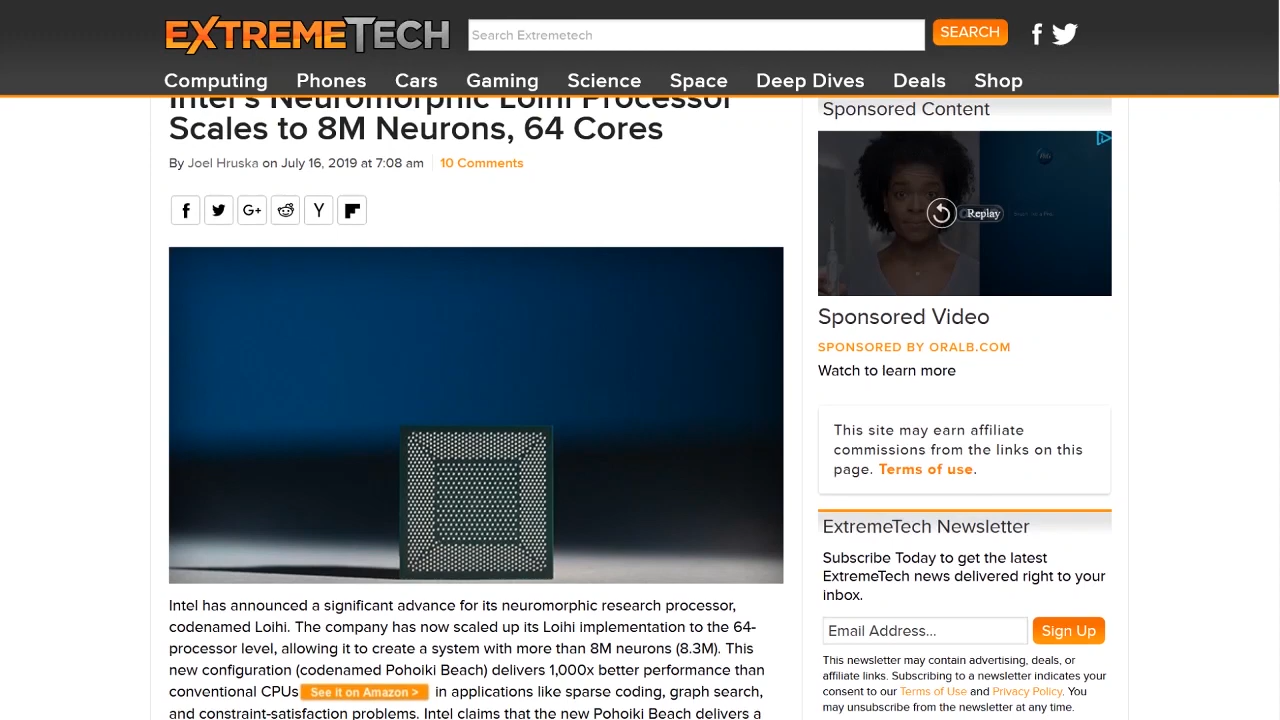 EXTREMETECH
Search Extremetech
SEARCH
Computing Phones Cars Gaming Science Space Deep Dives Deals Shop
Intel's Neuromorphic Loihi Processor
Scales to 8M Neurons, 64 Cores
By Joel Hruska on July 16, 2019 at 7:08 am 10 Comments
G+
Intel has announced a significant advance for its neuromorphic research processor,
codenamed Loihi. The company has now scaled up its Loihi implementation to the 64-
processor level, allowing it to create a system with more than 8M neurons (8.3M). This
new configuration (codenamed Pohoiki Beach) delivers 1,000x better performance than
conventional CPUs See it on Amazon > in applications like sparse coding, graph search,
and constraint-satisfaction problems. Intel claims that the new Pohoiki Beach delivers a
Sponsored Content
Replay
Sponsored Video
SPONSORED BY ORALB.COM
Watch to learn more
This site may earn affiliate
commissions from the links on this
page. Terms of use.
ExtremeTech Newsletter
Subscribe Today to get the latest
ExtremeTech news delivered right to your
inbox.
Email Address...
Sign Up
This newsletter may contain advertising, deals, or
affiliate links. Subscribing to a newsletter indicates your
consent to our Terms of Use and Privacy Policy. You
may unsubscribe from the newsletter at any time.